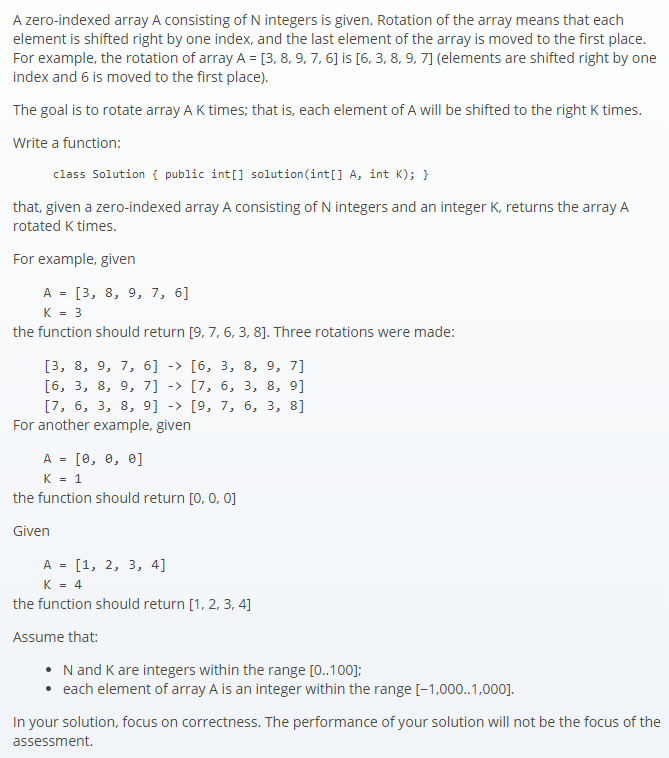 A zero-indexed array A consisting of N integers is given. Rotation of the array means that each
element is shifted right by one index, and the last element of the array is moved to the first place.
For example, the rotation of array A = [3, 8, 9, 7, 6] is [6, 3, 8, 9, 7] (elements are shifted right by one
index and 6 is moved to the first place).
The goal is to rotate array A K times; that is, each element of A will be shifted to the right K times.
Write a function:
class Solution { public int[] solution(int[] A, int K); }
that, given a zero-indexed array A consisting of N integers and an integer K, returns the array A
rotated K times.
For example, given
A = [3, 8, 9, 7, 6]
K = 3
the function should return [9, 7, 6, 3, 8]. Three rotations were made:
[3, 8, 9, 7, 6] -> [6, 3, 8, 9, 7]
[6, 3, 8, 9, 7] -> [7, 6, 3, 8, 9]
[7, 6, 3, 8, 9] -> [9, 7, 6, 3, 8]
For another example, given
A = [0, 0, 0]
K = 1
the function should return [0, 0, 0]
Given
A = [1, 2, 3, 4]
K = 4
the function should return [1, 2, 3, 4]
Assume that:
• N and K are integers within the range [0..100];
• each element of array A is an integer within the range [−1,000..1,000].
In your solution, focus on correctness. The performance of your solution will not be the focus of the
assessment.